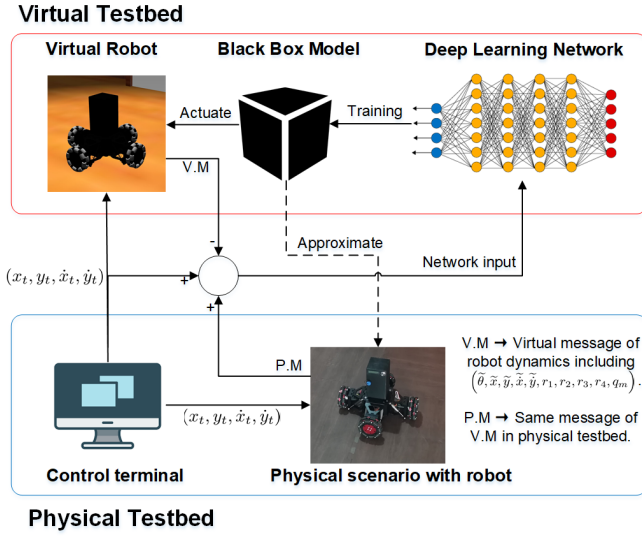 Virtual Testbed
Virtual Robot
Black Box Model
Deep Learning Network
Actuate
Training
V.M
Approximate
-
(x_t, y_t, ẋ_t, ẏ_t)
+
+
Network input
P.M
V.M → Virtual message of
robot dynamics including
(θ̃, x̃, ỹ, x̃̇, ỹ̇, r_1, r_2, r_3, r_4, q_m).
(x_t, y_t, ẋ_t, ẏ_t)
P.M → Same message of
V.M in physical testbed.
Control terminal
Physical scenario with robot
Physical Testbed